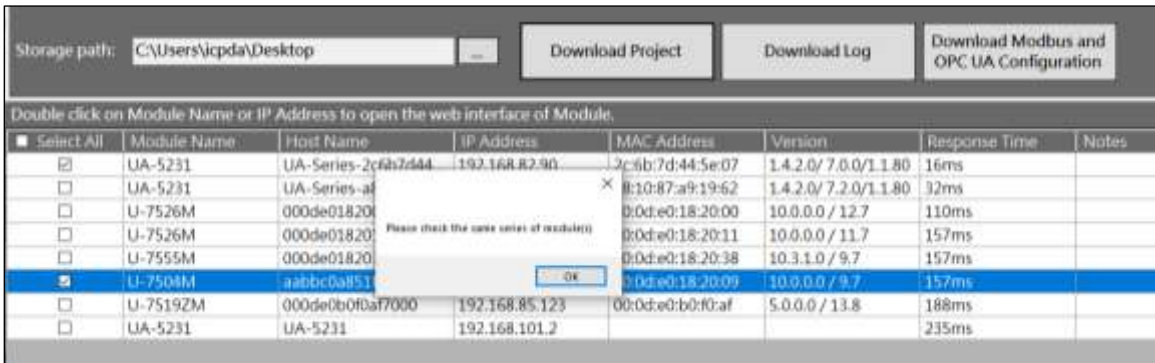 Storage path: C:\Users\icpda\Desktop ... Download Project Download Log Download Modbus and OPC UA Configuration
Double click on Module Name or IP Address to open the web interface of Module.
Select All Module Name Host Name IP Address MAC Address Version Response Time Notes
UA-5231 UA-Series-2c6b7d44 192.168.82.90 2c:6b:7d:44:5e:07 1.4.2.0/ 7.0.0/1.1.80 16ms
UA-5231 8:10:87:a9:19:62 1.4.2.0/ 7.2.0/1.1.80 32ms
U-7526M 0:0d:e0:18:20:00 10.0.0.0 / 12.7 110ms
U-7526M 0:0d:e0:18:20:11 10.0.0.0 / 11.7 157ms
U-7555M 0:0d:e0:18:20:38 10.3.1.0 / 9.7 157ms
U-7504M 0:0d:e0:18:20:09 10.0.0.0 / 9.7 157ms
U-7519ZM 000de0b0f0af7000 192.168.85.123 00:0d:e0:b0:f0:af 5.0.0.0 / 13.8 188ms
UA-5231 UA-5231 192.168.101.2 235ms
Please check the same series of module(s)
OK